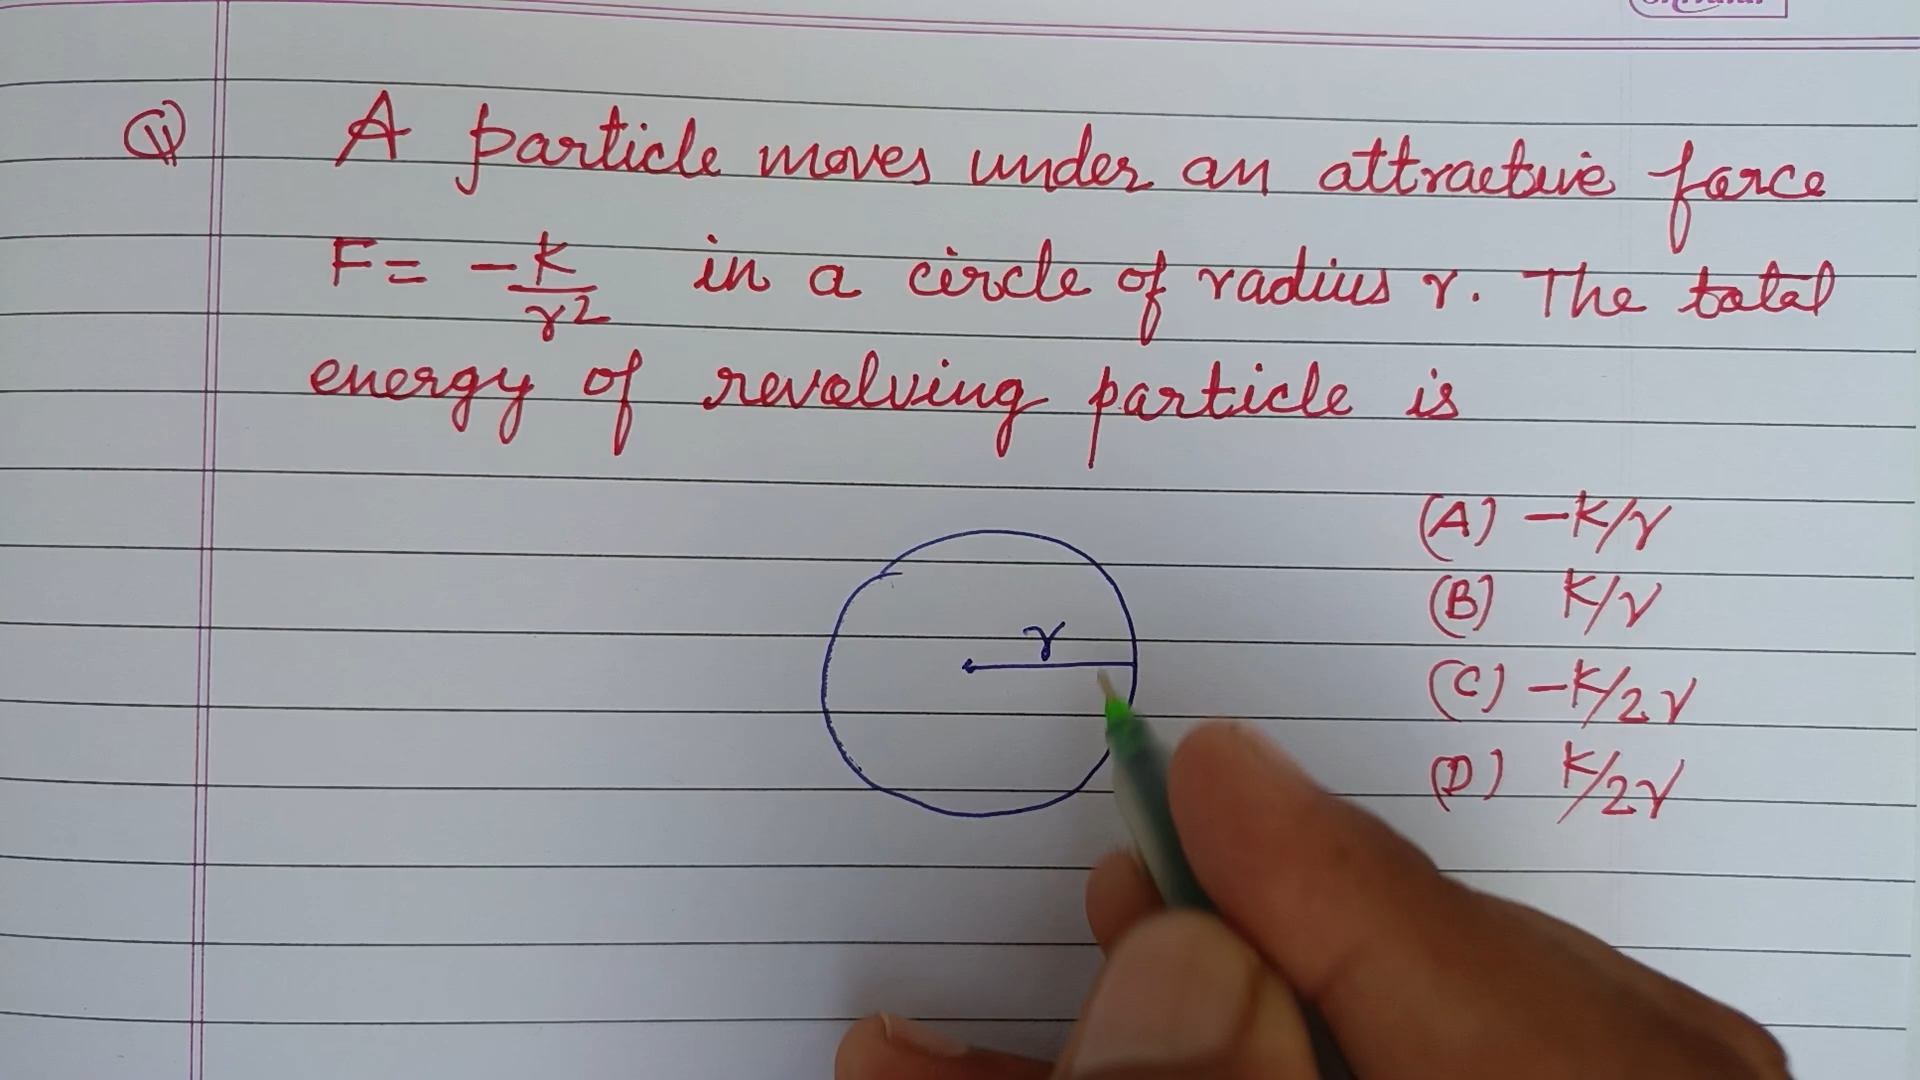 Q A particle moves under an attractive force
F = -k/r² in a circle of radius r. The total
energy of revolving particle is
r
(A) -k/r
(B) k/r
(C) -k/2r
(D) k/2r